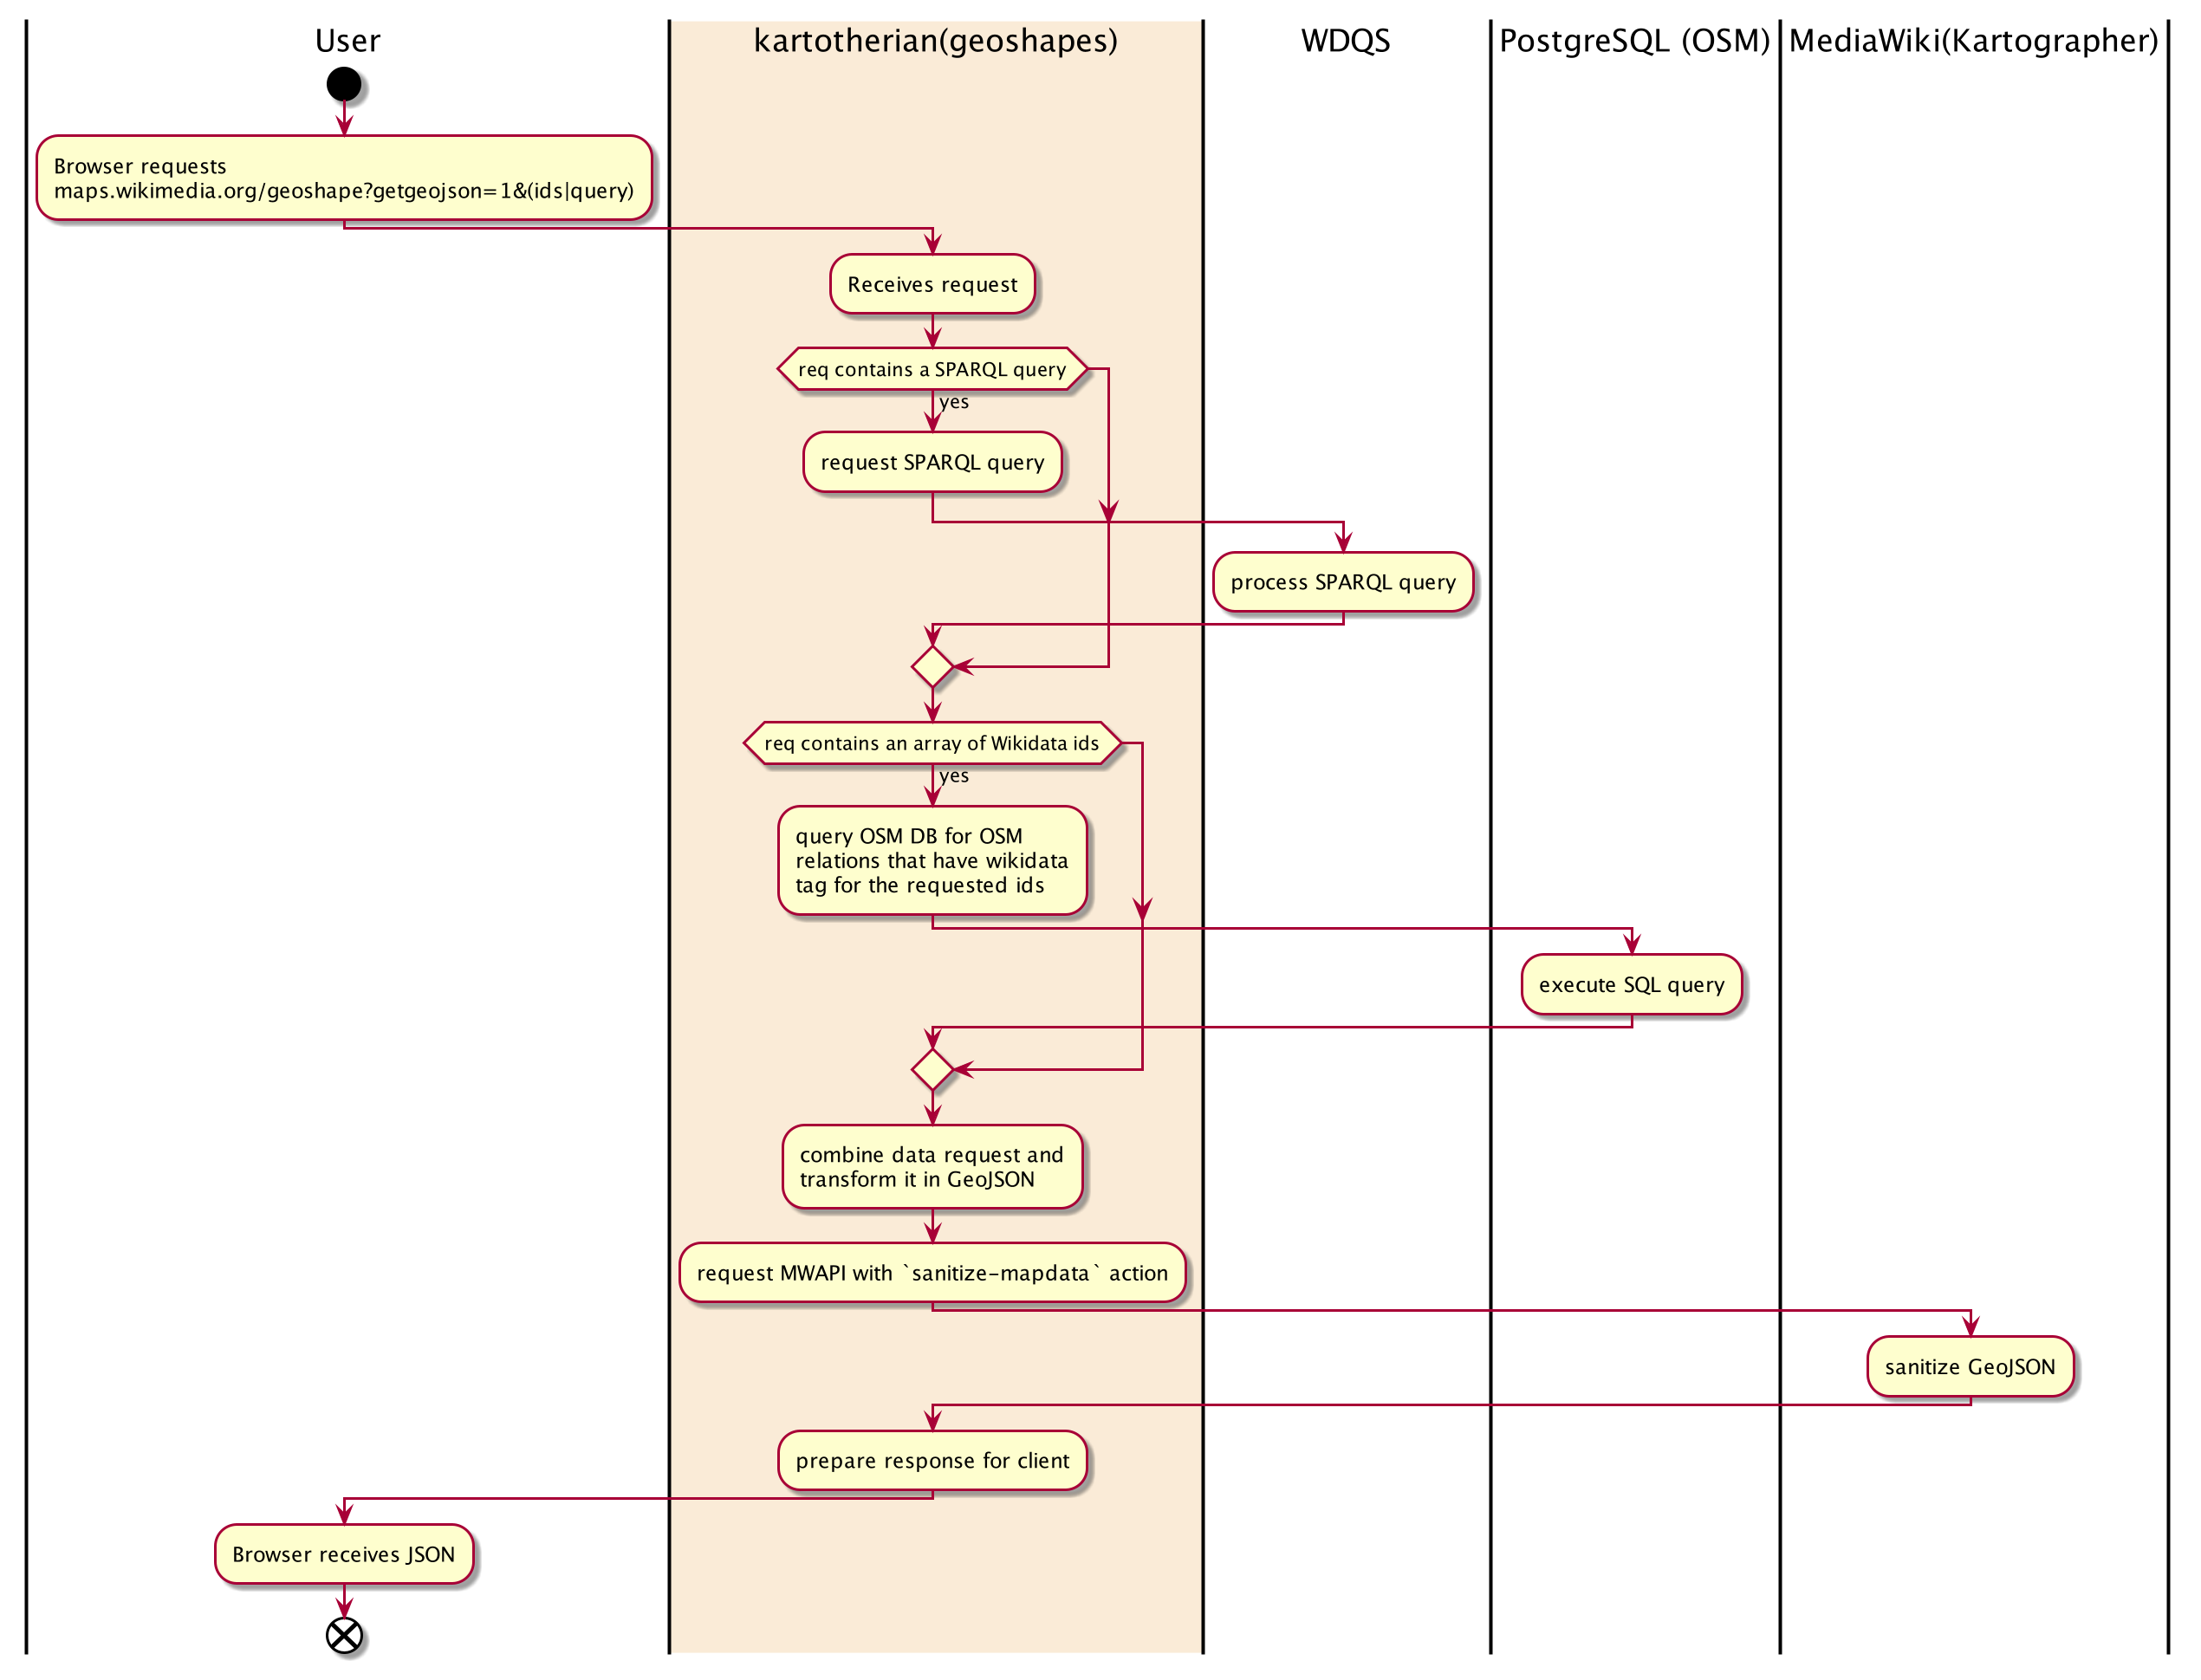 User
kartotherian(geoshapes)
WDQS
PostgreSQL (OSM)
MediaWiki(Kartographer)
Browser requests
maps.wikimedia.org/geoshape?getgeojson=1&(ids|query)
Receives request
req contains a SPARQL query
yes
request SPARQL query
process SPARQL query
req contains an array of Wikidata ids
yes
query OSM DB for OSM
relations that have wikidata
tag for the requested ids
execute SQL query
combine data request and
transform it in GeoJSON
request MWAPI with `sanitize-mapdata` action
sanitize GeoJSON
prepare response for client
Browser receives JSON